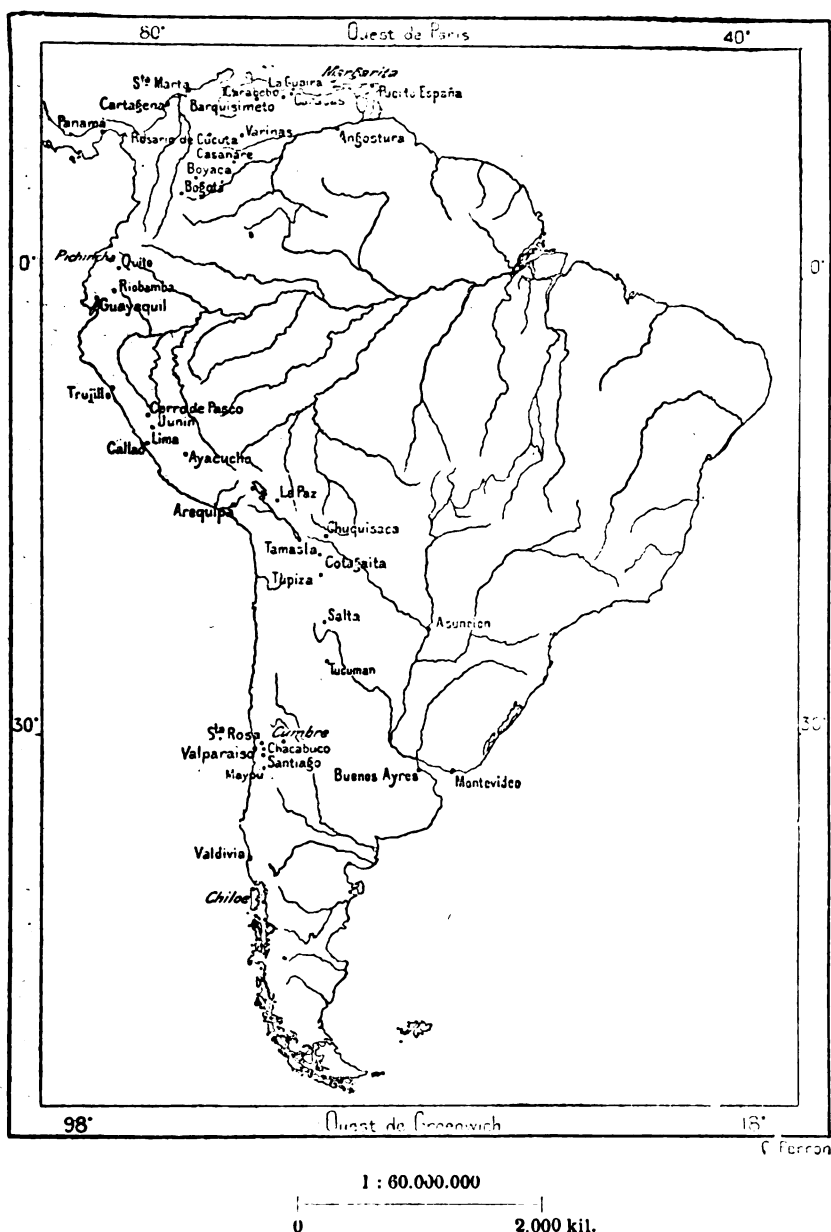 80° Ouest de Paris 40°
Margarita
Ste Marta La Guaira
Carabobo
Cartagena Barquisimeto Caracas Puerto España
Panamá
Rosario de Cucuta Varinas Angostura
Casanare
Boyaca
Bogotá
Pichincha Quito
0° 0°
Riobamba
Guayaquil
Trujillo
Cerro de Pasco
Junin
Lima
Callao Ayacucho
La Paz
Arequipa
Chuquisaca
Tamasla
Cotagaita
Tupiza
Salta Asuncion
Tucuman
30° 30°
Sta. Rosa Cumbre
Valparaiso Chacabuco
Santiago
Maypu Buenos Ayres Montevideo
Valdivia
Chiloe
98° Ouest de Greenwich 18°
Perron
1 : 60.000.000
0 2,000 kil.